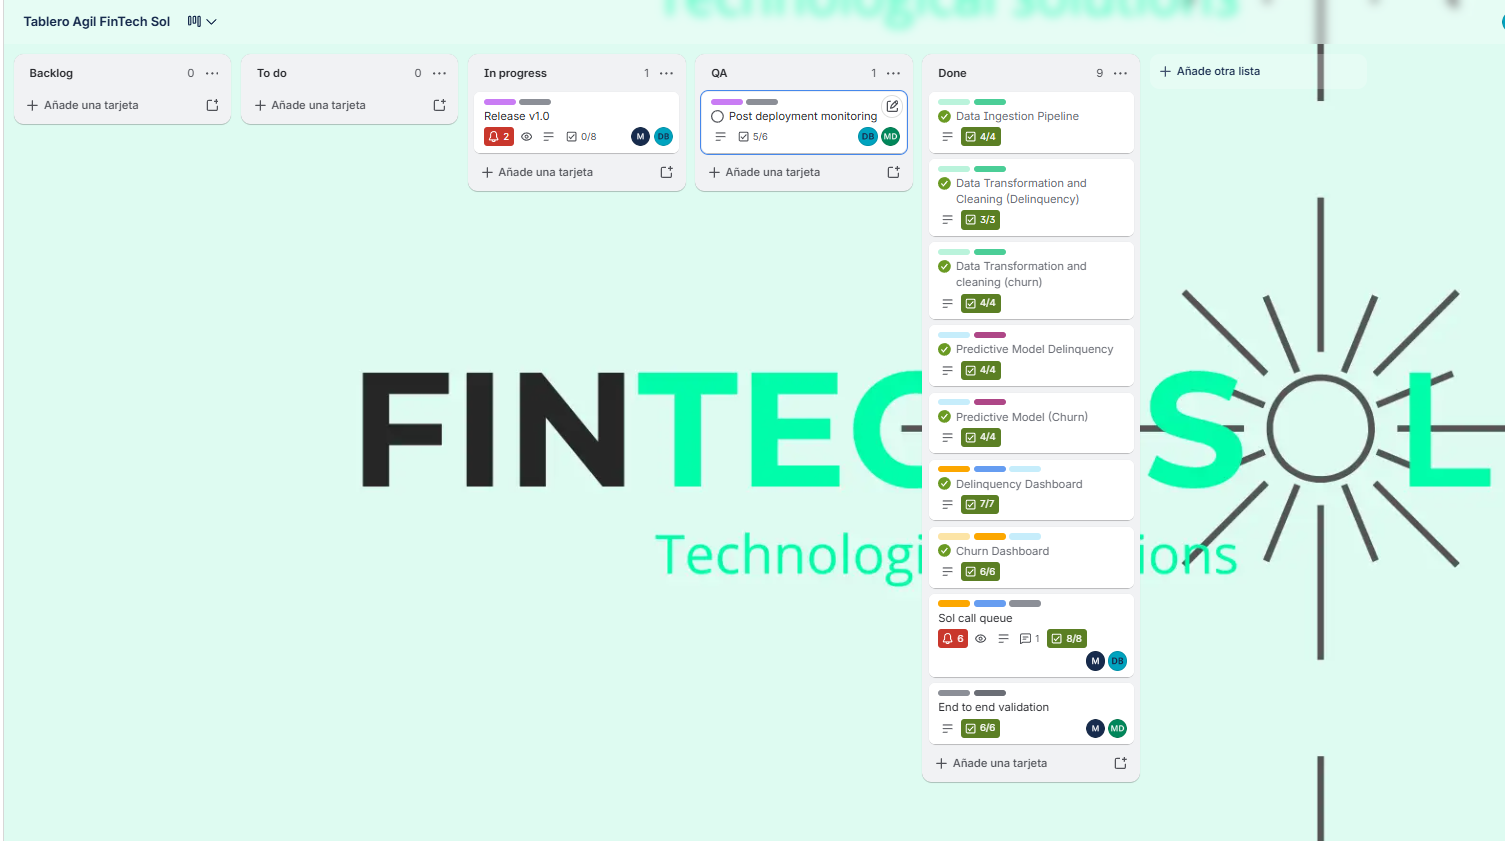 Technological solutions
Tablero Agil FinTech Sol
Backlog 0
Añade una tarjeta
To do 0
Añade una tarjeta
In progress 1
Release v1.0
2 0/8 M DB
Añade una tarjeta
QA 1
Post deployment monitoring
5/6 DB MD
Añade una tarjeta
Done 9
Data Ingestion Pipeline
4/4
Data Transformation and
Cleaning (Delinquency)
3/3
Data Transformation and
cleaning (churn)
4/4
Predictive Model Delinquency
4/4
Predictive Model (Churn)
4/4
Delinquency Dashboard
7/7
Churn Dashboard
6/6
Sol call queue
6 1 8/8
M DB
End to end validation
6/6 M MD
Añade una tarjeta
Añade otra lista
FINTEC SOL
Technologi ions